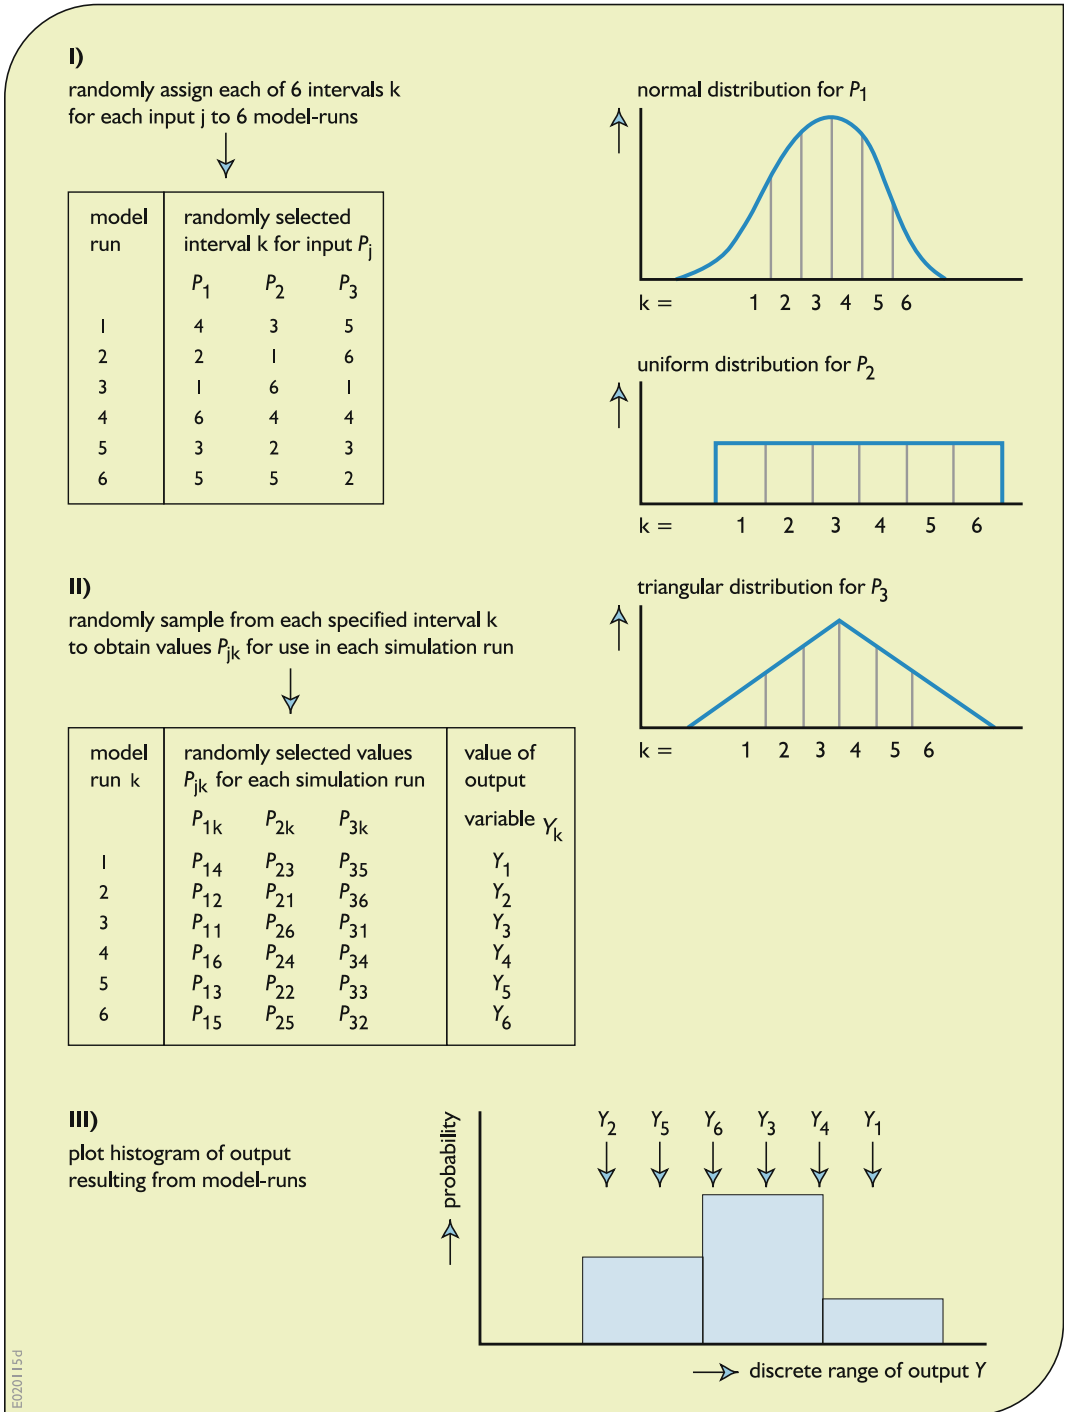 I)
randomly assign each of 6 intervals k
for each input j to 6 model-runs
model run
randomly selected
interval k for input Pj
P1 P2 P3
1 4 3 5
2 2 1 6
3 1 6 1
4 6 4 4
5 3 2 3
6 5 5 2
normal distribution for P1
k = 1 2 3 4 5 6
uniform distribution for P2
k = 1 2 3 4 5 6
triangular distribution for P3
k = 1 2 3 4 5 6
II)
randomly sample from each specified interval k
to obtain values Pjk for use in each simulation run
model run k
randomly selected values
Pjk for each simulation run
value of
output
variable Yk
P1k P2k P3k
1 P14 P23 P35 Y1
2 P12 P21 P36 Y2
3 P11 P26 P31 Y3
4 P16 P24 P34 Y4
5 P13 P22 P33 Y5
6 P15 P25 P32 Y6
III)
plot histogram of output
resulting from model-runs
probability
Y2 Y5 Y6 Y3 Y4 Y1
discrete range of output Y
E020115d